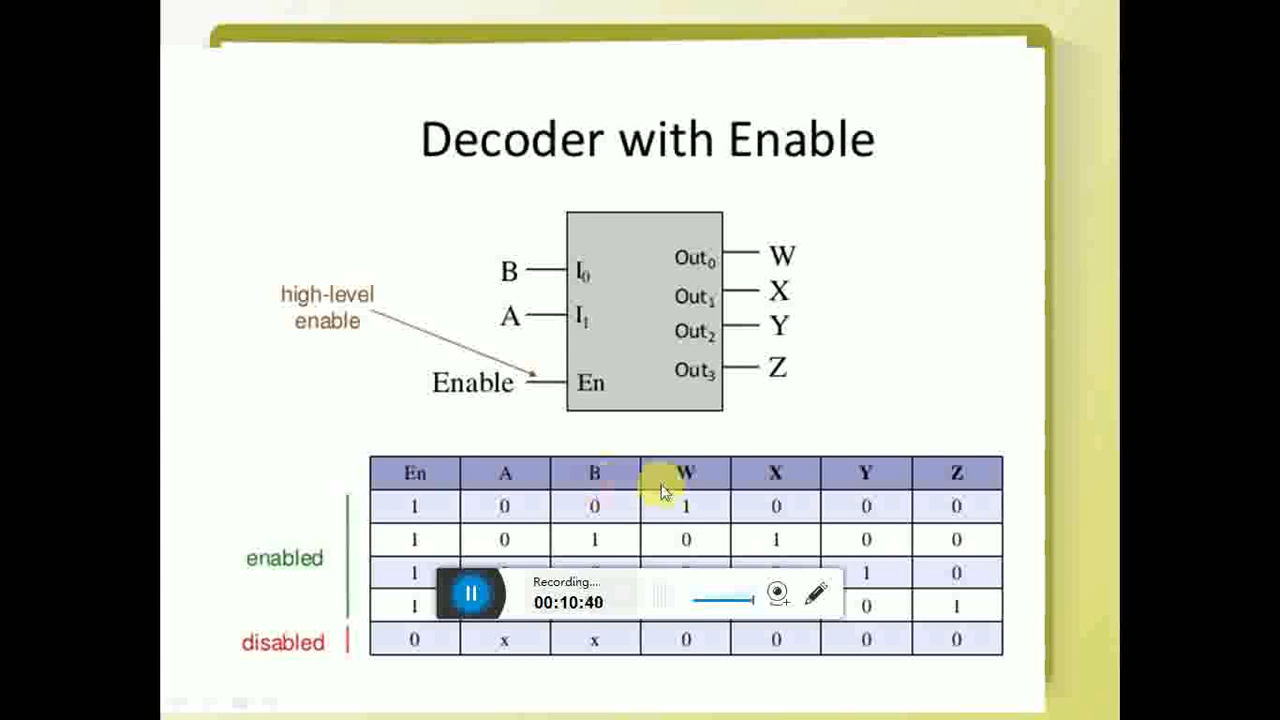 Decoder with Enable
B I0 Out0 W
Out1 X
high-level
enable
A I1 Out2 Y
Out3 Z
Enable En
En A B W X Y Z
1 0 0 1 0 0 0
1 0 1 0 1 0 0
enabled
1 1 0
1 0 1
disabled 0 x x 0 0 0 0
Recording....
00:10:40